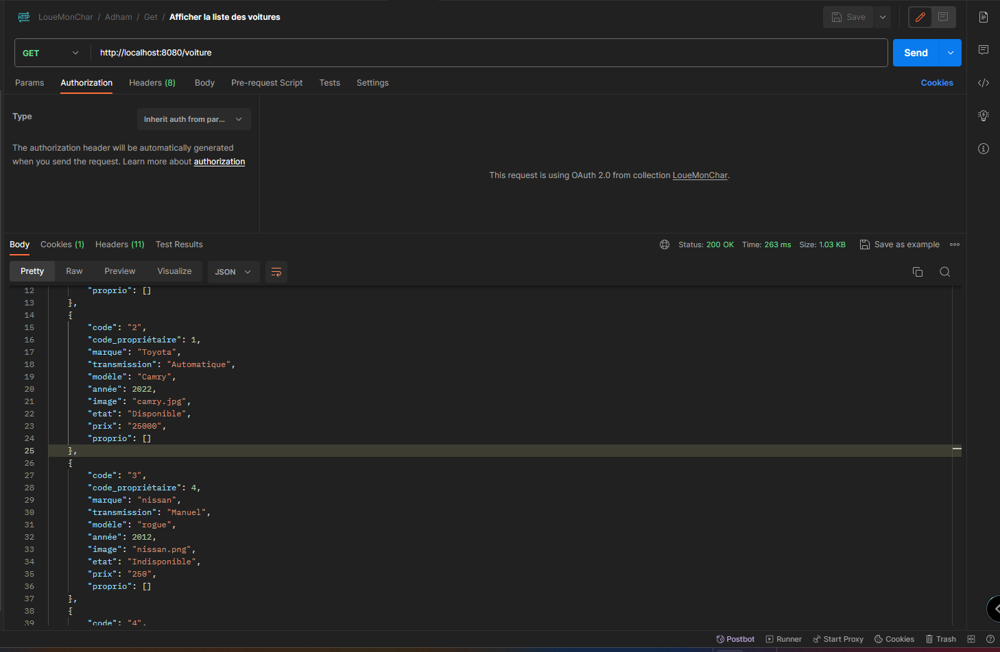 HTTP LoueMonChar / Adham / Get / Afficher la liste des voitures
Save
GET http://localhost:8080/voiture Send
Params Authorization Headers (8) Body Pre-request Script Tests Settings Cookies
Type Inherit auth from par...
The authorization header will be automatically generated
when you send the request. Learn more about authorization
This request is using OAuth 2.0 from collection LoueMonChar.
Body Cookies (1) Headers (11) Test Results Status: 200 OK Time: 263 ms Size: 1.03 KB Save as example
Pretty Raw Preview Visualize JSON
12 "proprio": []
13 },
14 {
15 "code": "2",
16 "code_propriétaire": 1,
17 "marque": "Toyota",
18 "transmission": "Automatique",
19 "modèle": "Camry",
20 "année": 2022,
21 "image": "camry.jpg",
22 "etat": "Disponible",
23 "prix": "25000",
24 "proprio": []
25 },
26 {
27 "code": "3",
28 "code_propriétaire": 4,
29 "marque": "nissan",
30 "transmission": "Manuel",
31 "modèle": "rogue",
32 "année": 2012,
33 "image": "nissan.png",
34 "etat": "Indisponible",
35 "prix": "250",
36 "proprio": []
37 },
38 {
39 "code": "4",
Postbot Runner Start Proxy Cookies Trash